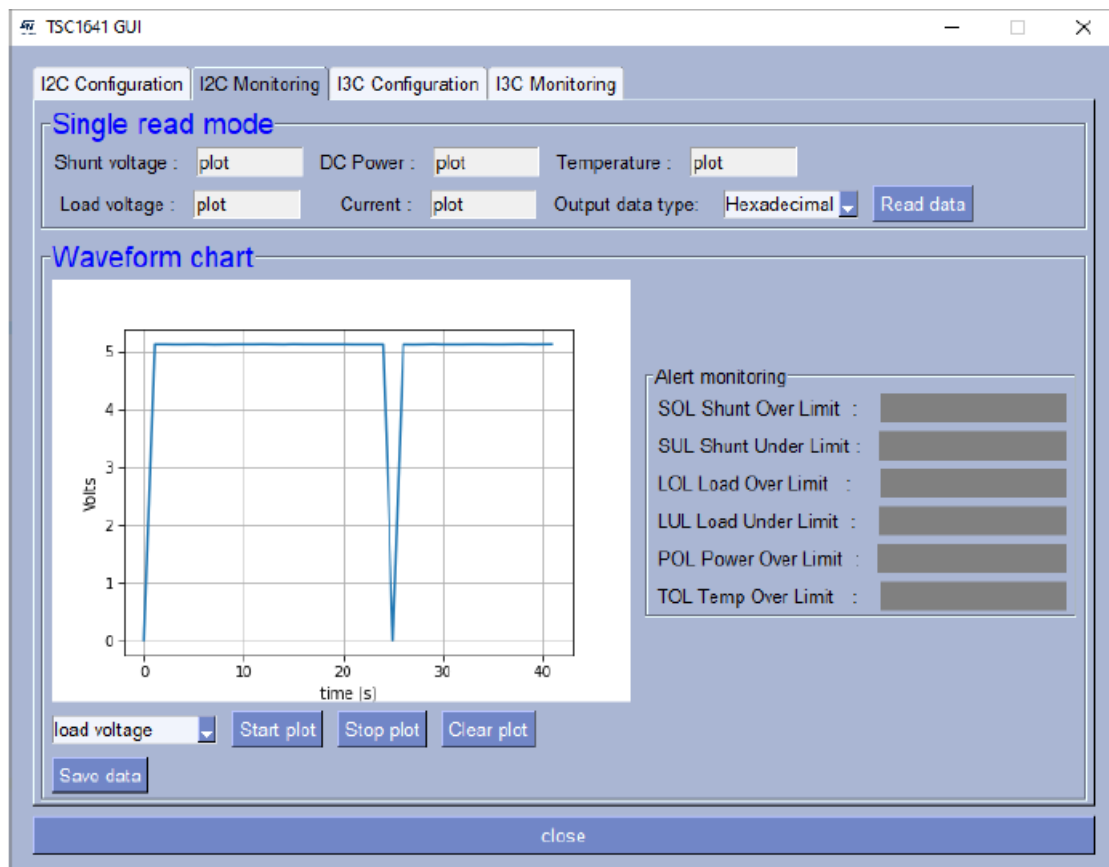 TSC1641 GUI
I2C Configuration I2C Monitoring I3C Configuration I3C Monitoring
Single read mode
Shunt voltage : plot DC Power : plot Temperature : plot
Load voltage : plot Current : plot Output data type: Hexadecimal Read data
Waveform chart
5
4
3
2
1
0
Volts
0 10 20 30 40
time (s)
Alert monitoring
SOL Shunt Over Limit :
SUL Shunt Under Limit :
LOL Load Over Limit :
LUL Load Under Limit :
POL Power Over Limit :
TOL Temp Over Limit :
load voltage Start plot Stop plot Clear plot
Save data
close